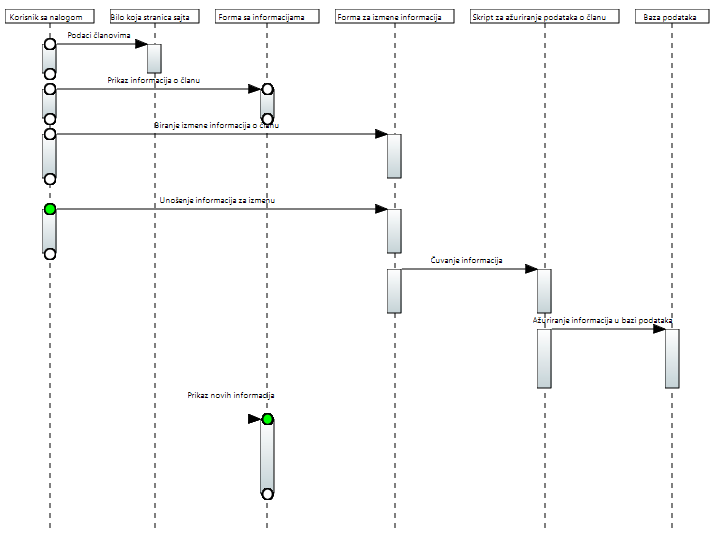 Korisnik sa nalogom
Bilo koja stranica sajta
Forma sa informacijama
Forma za izmene informacija
Skript za ažuriranje podataka o članu
Baza podataka
Podaci članovima
Prikaz informacija o članu
Biranje izmene informacija o članu
Unošenje informacija za izmenu
Čuvanje informacija
Ažuriranje informacija u bazi podataka
Prikaz novih informacija